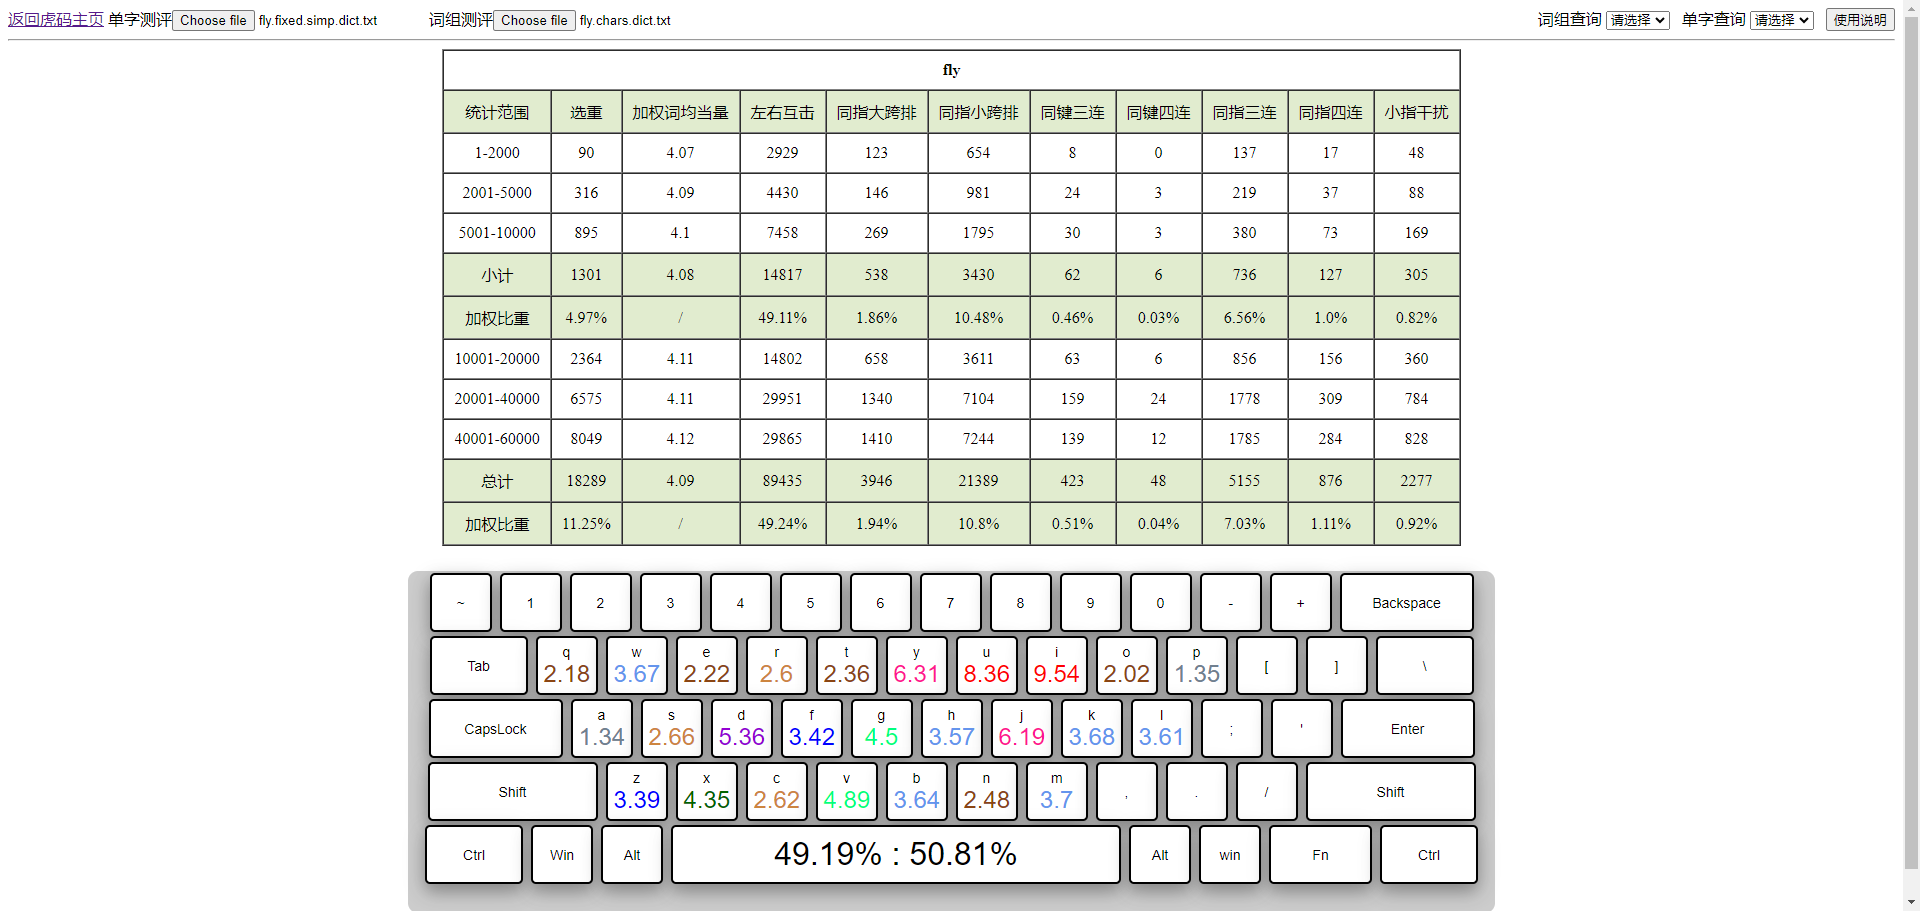 返回虎码主页 单字测评 Choose file fly.fixed.simp.dict.txt 词组测评 Choose file fly.chars.dict.txt 词组查询 请选择 单字查询 请选择 使用说明
fly
统计范围 选重 加权词均当量 左右互击 同指大跨排 同指小跨排 同键三连 同键四连 同指三连 同指四连 小指干扰
1-2000 90 4.07 2929 123 654 8 0 137 17 48
2001-5000 316 4.09 4430 146 981 24 3 219 37 88
5001-10000 895 4.1 7458 269 1795 30 3 380 73 169
小计 1301 4.08 14817 538 3430 62 6 736 127 305
加权比重 4.97% / 49.11% 1.86% 10.48% 0.46% 0.03% 6.56% 1.0% 0.82%
10001-20000 2364 4.11 14802 658 3611 63 6 856 156 360
20001-40000 6575 4.11 29951 1340 7104 159 24 1778 309 784
40001-60000 8049 4.12 29865 1410 7244 139 12 1785 284 828
总计 18289 4.09 89435 3946 21389 423 48 5155 876 2277
加权比重 11.25% / 49.24% 1.94% 10.8% 0.51% 0.04% 7.03% 1.11% 0.92%
~ 1 2 3 4 5 6 7 8 9 0 - + Backspace
Tab q w e r t y u i o p [ ] \
2.18 3.67 2.22 2.6 2.36 6.31 8.36 9.54 2.02 1.35
CapsLock a s d f g h j k l ; ' Enter
1.34 2.66 5.36 3.42 4.5 3.57 6.19 3.68 3.61
Shift z x c v b n m , . / Shift
3.39 4.35 2.62 4.89 3.64 2.48 3.7
Ctrl Win Alt 49.19% : 50.81% Alt win Fn Ctrl